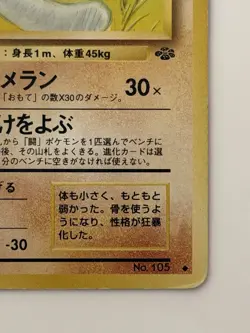 ：身長1m、体重45kg
メラン 30×
「おもて」の数X30のダメージ。
けをよぶ
から「闘」ポケモンを1匹選んでベンチに
後、その山札をよくきる。進化カードは選
分のベンチに空きがなければ使えない。
げる
-30
体も小さく、もともと
弱かった。骨を使うよ
うになり、性格が狂暴
化した。
No. 105 ◆